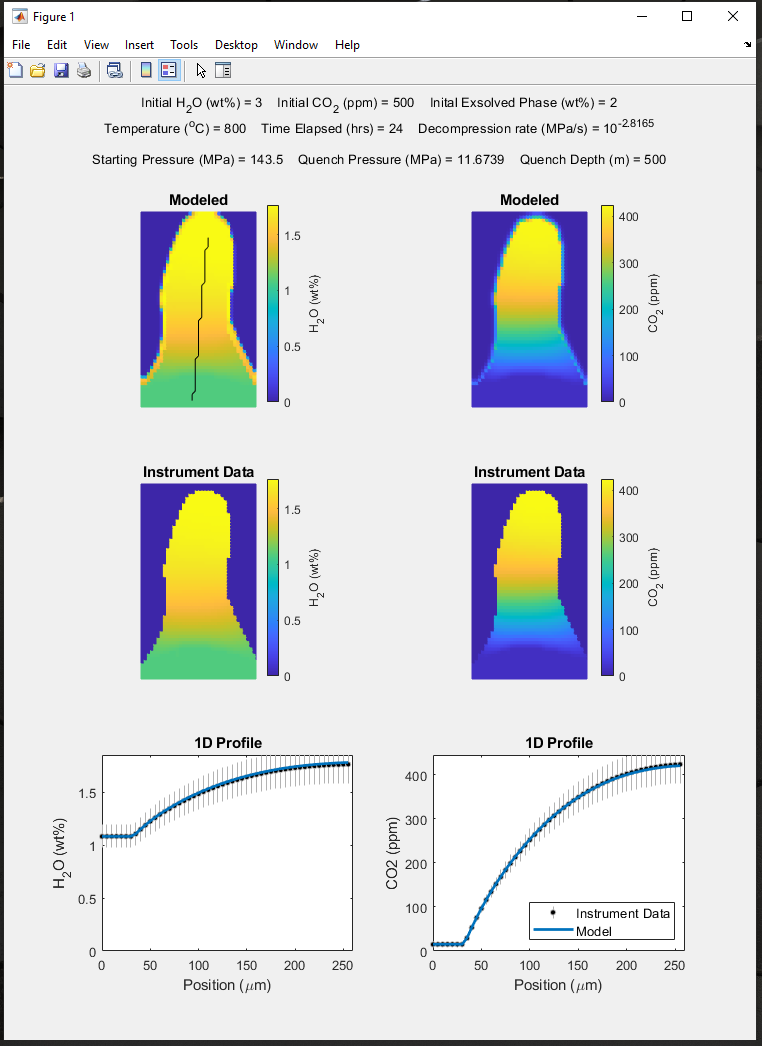 Figure 1
File Edit View Insert Tools Desktop Window Help
Initial H2O (wt%) = 3 Initial CO2 (ppm) = 500 Inital Exsolved Phase (wt%) = 2
Temperature (oC) = 800 Time Elapsed (hrs) = 24 Decompression rate (MPa/s) = 10-2.8165
Starting Pressure (MPa) = 143.5 Quench Pressure (MPa) = 11.6739 Quench Depth (m) = 500
Modeled
1.5
1
0.5
0
H2O (wt%)
Modeled
400
300
200
100
0
CO2 (ppm)
Instrument Data
1.5
1
0.5
0
H2O (wt%)
Instrument Data
400
300
200
100
0
CO2 (ppm)
1D Profile
H2O (wt%)
1.5
1
0.5
0
0 50 100 150 200 250
Position (μm)
1D Profile
CO2 (ppm)
400
300
200
100
0
Instrument Data
Model
0 50 100 150 200 250
Position (μm)